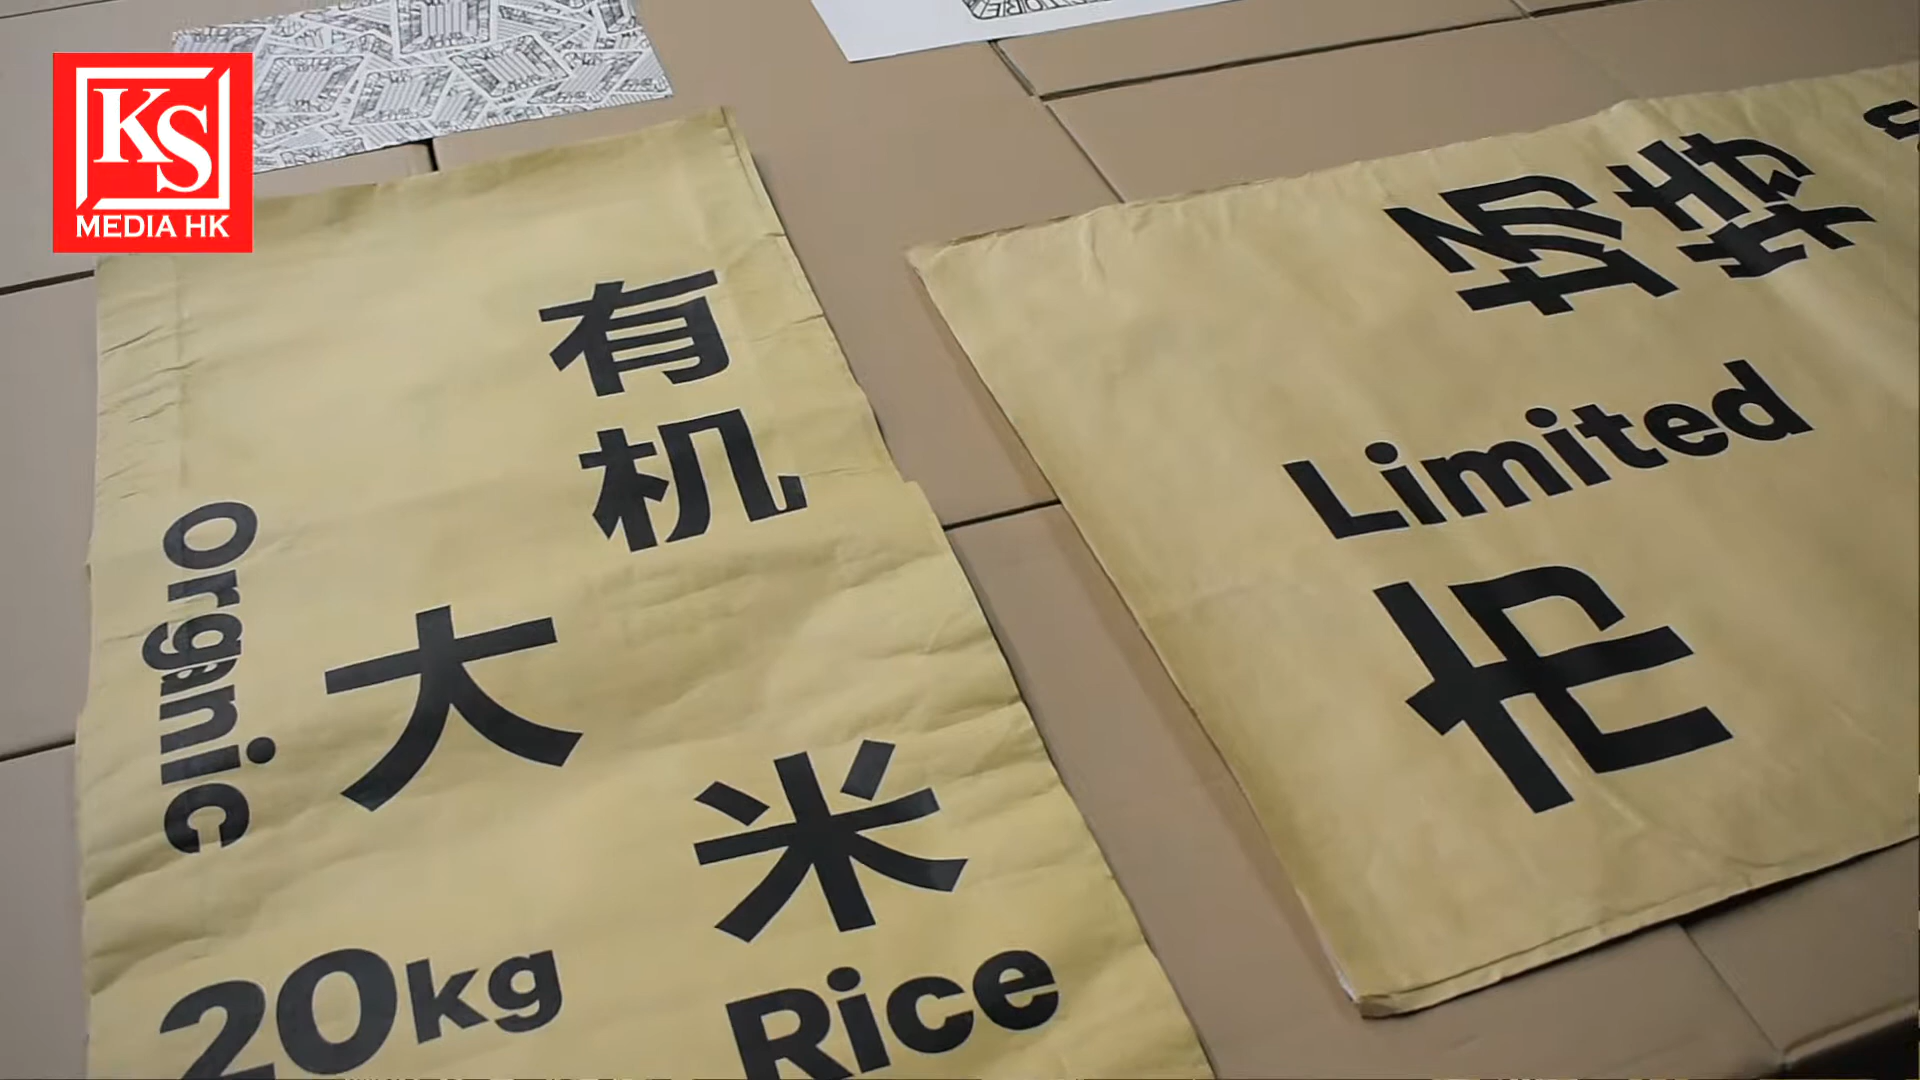 KS
MEDIA HK
有
机
Organic
大
米
20kg
Rice
Limited